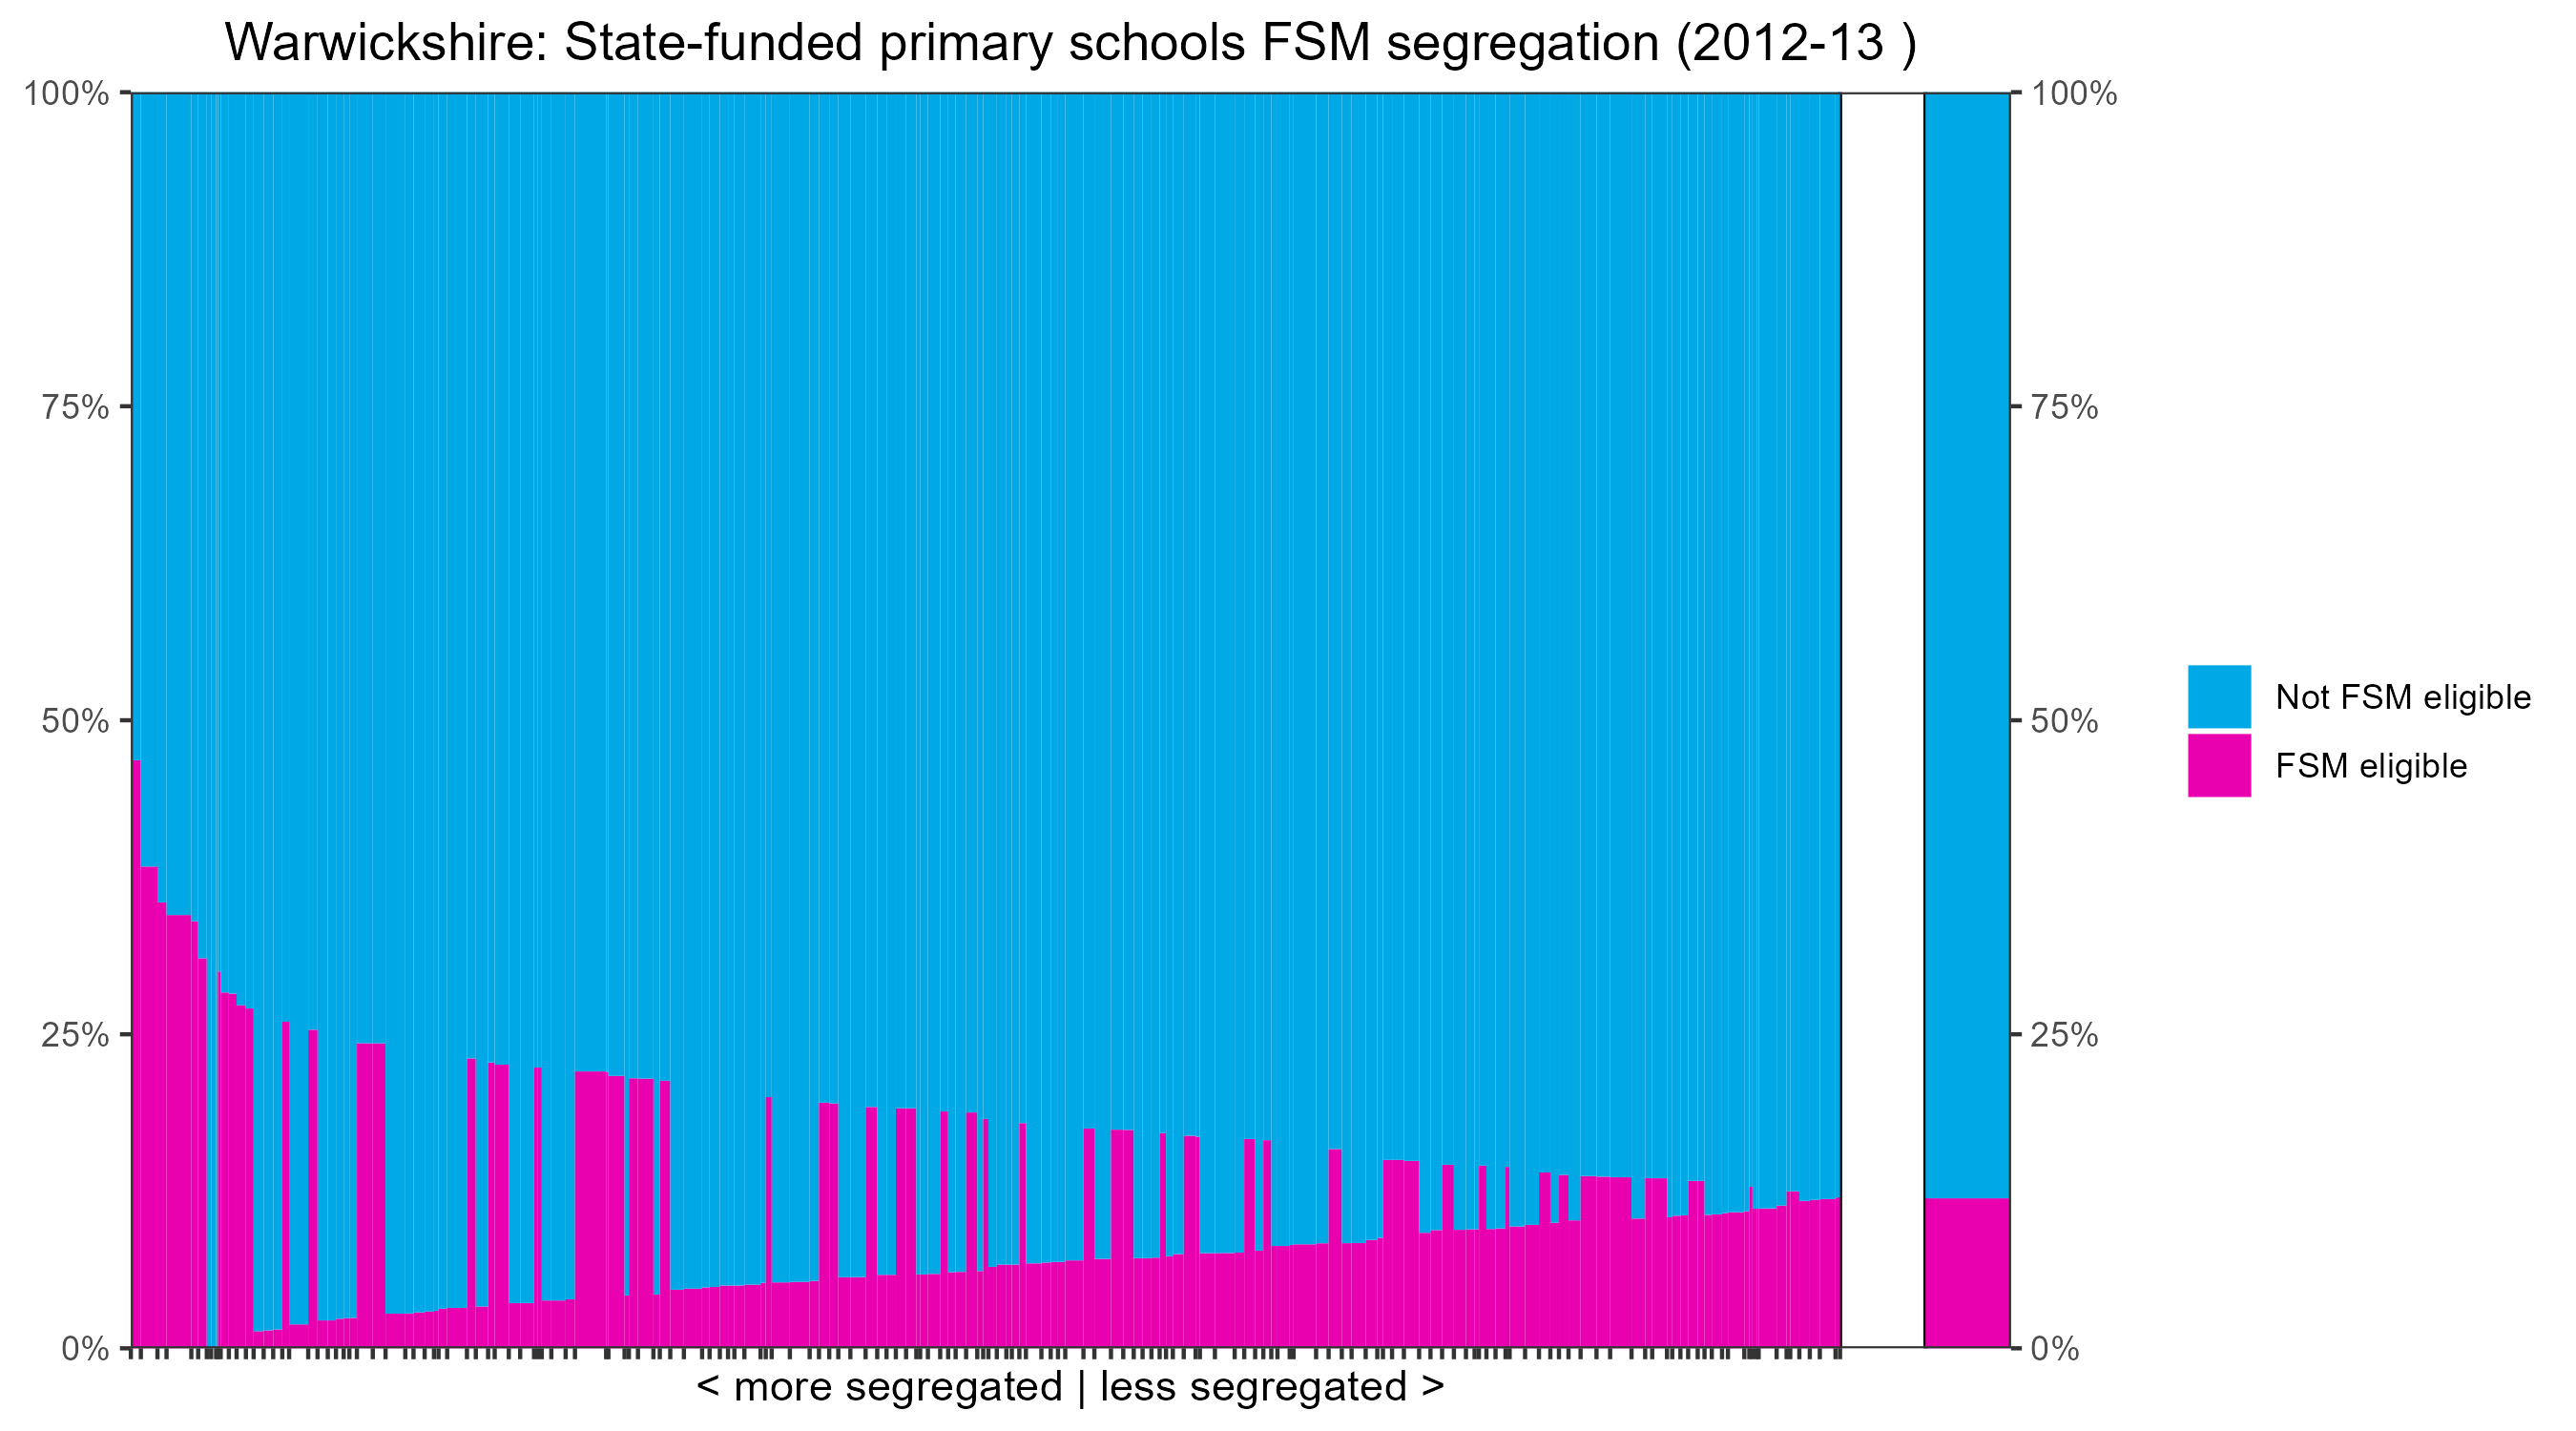 Warwickshire: State-funded primary schools FSM segregation (2012-13 )
100%
75%
50%
25%
0%
100%
75%
50%
25%
0%
Not FSM eligible
FSM eligible
< more segregated | less segregated >